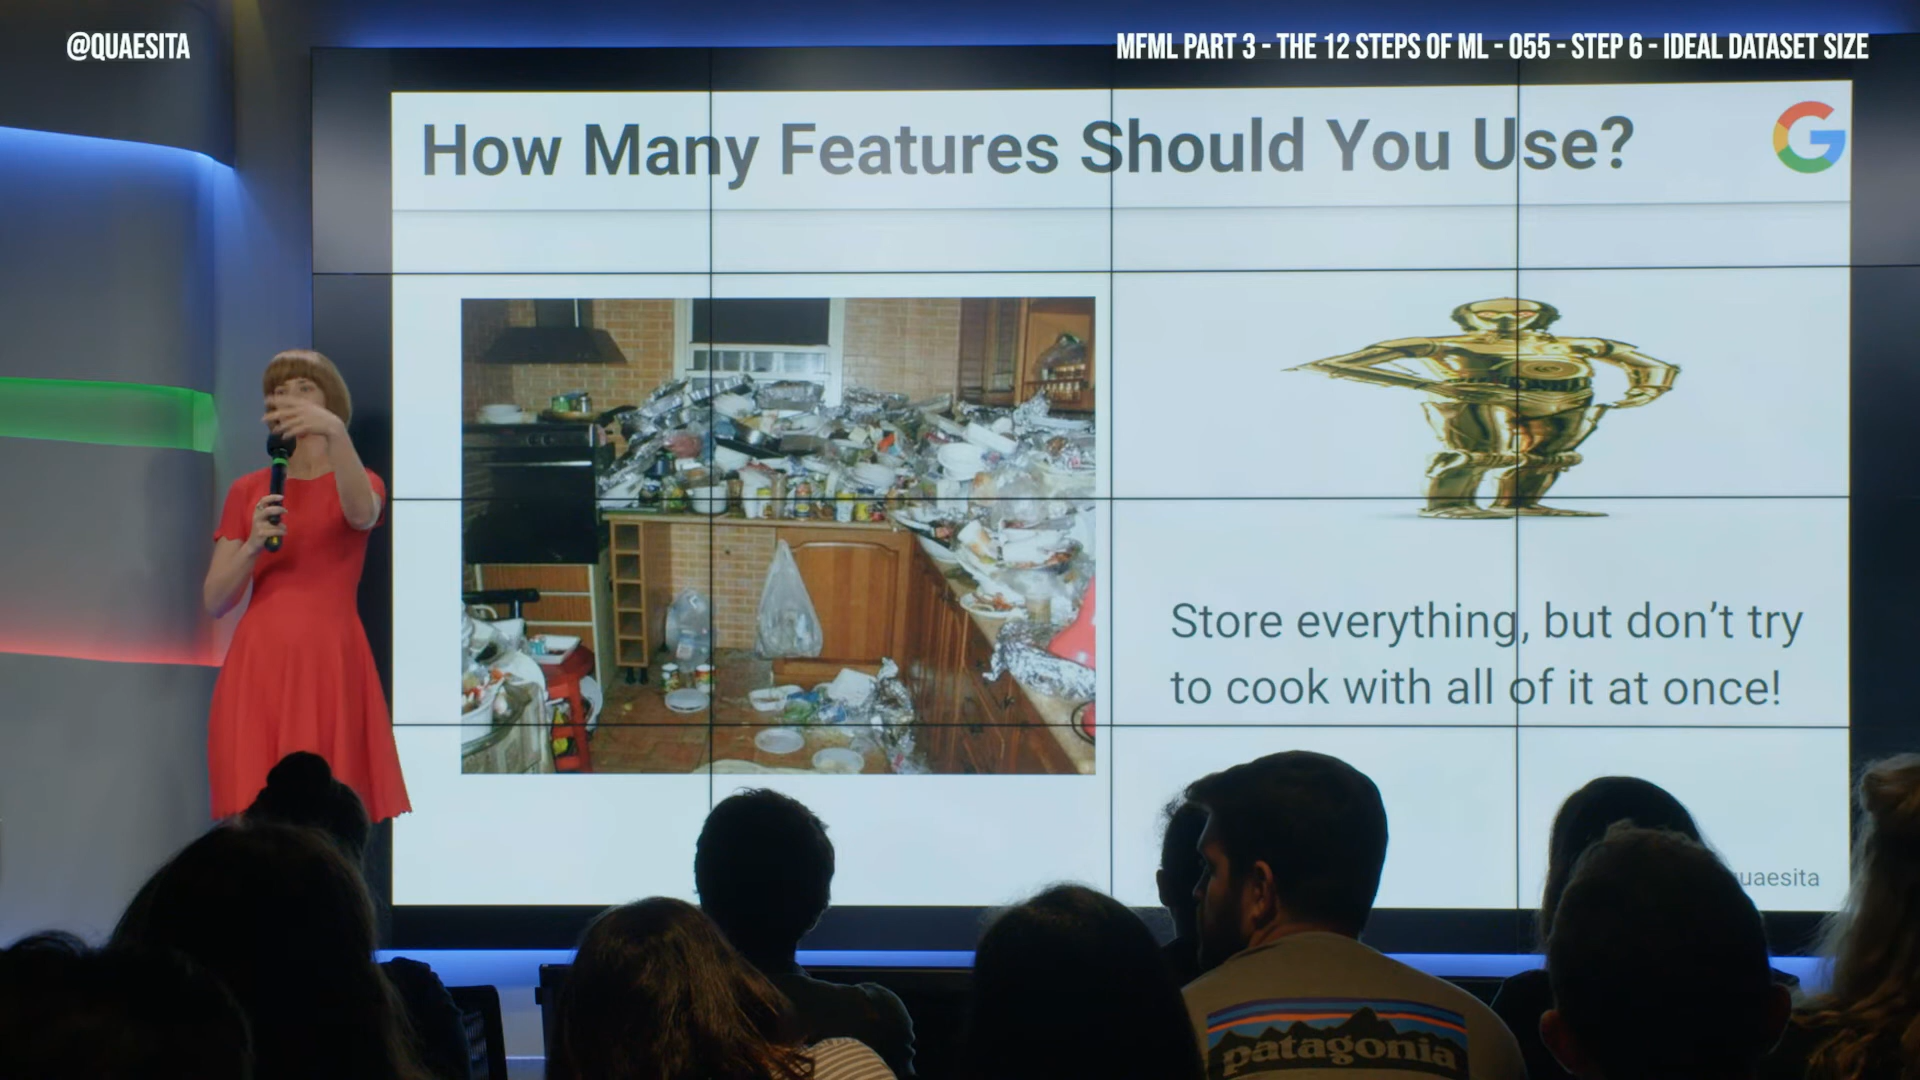 @QUAESITA
MFML PART 3 - THE 12 STEPS OF ML - 055 - STEP 6 - IDEAL DATASET SIZE
How Many Features Should You Use?
G
Store everything, but don't try
to cook with all of it at once!
uaesita
patagonia